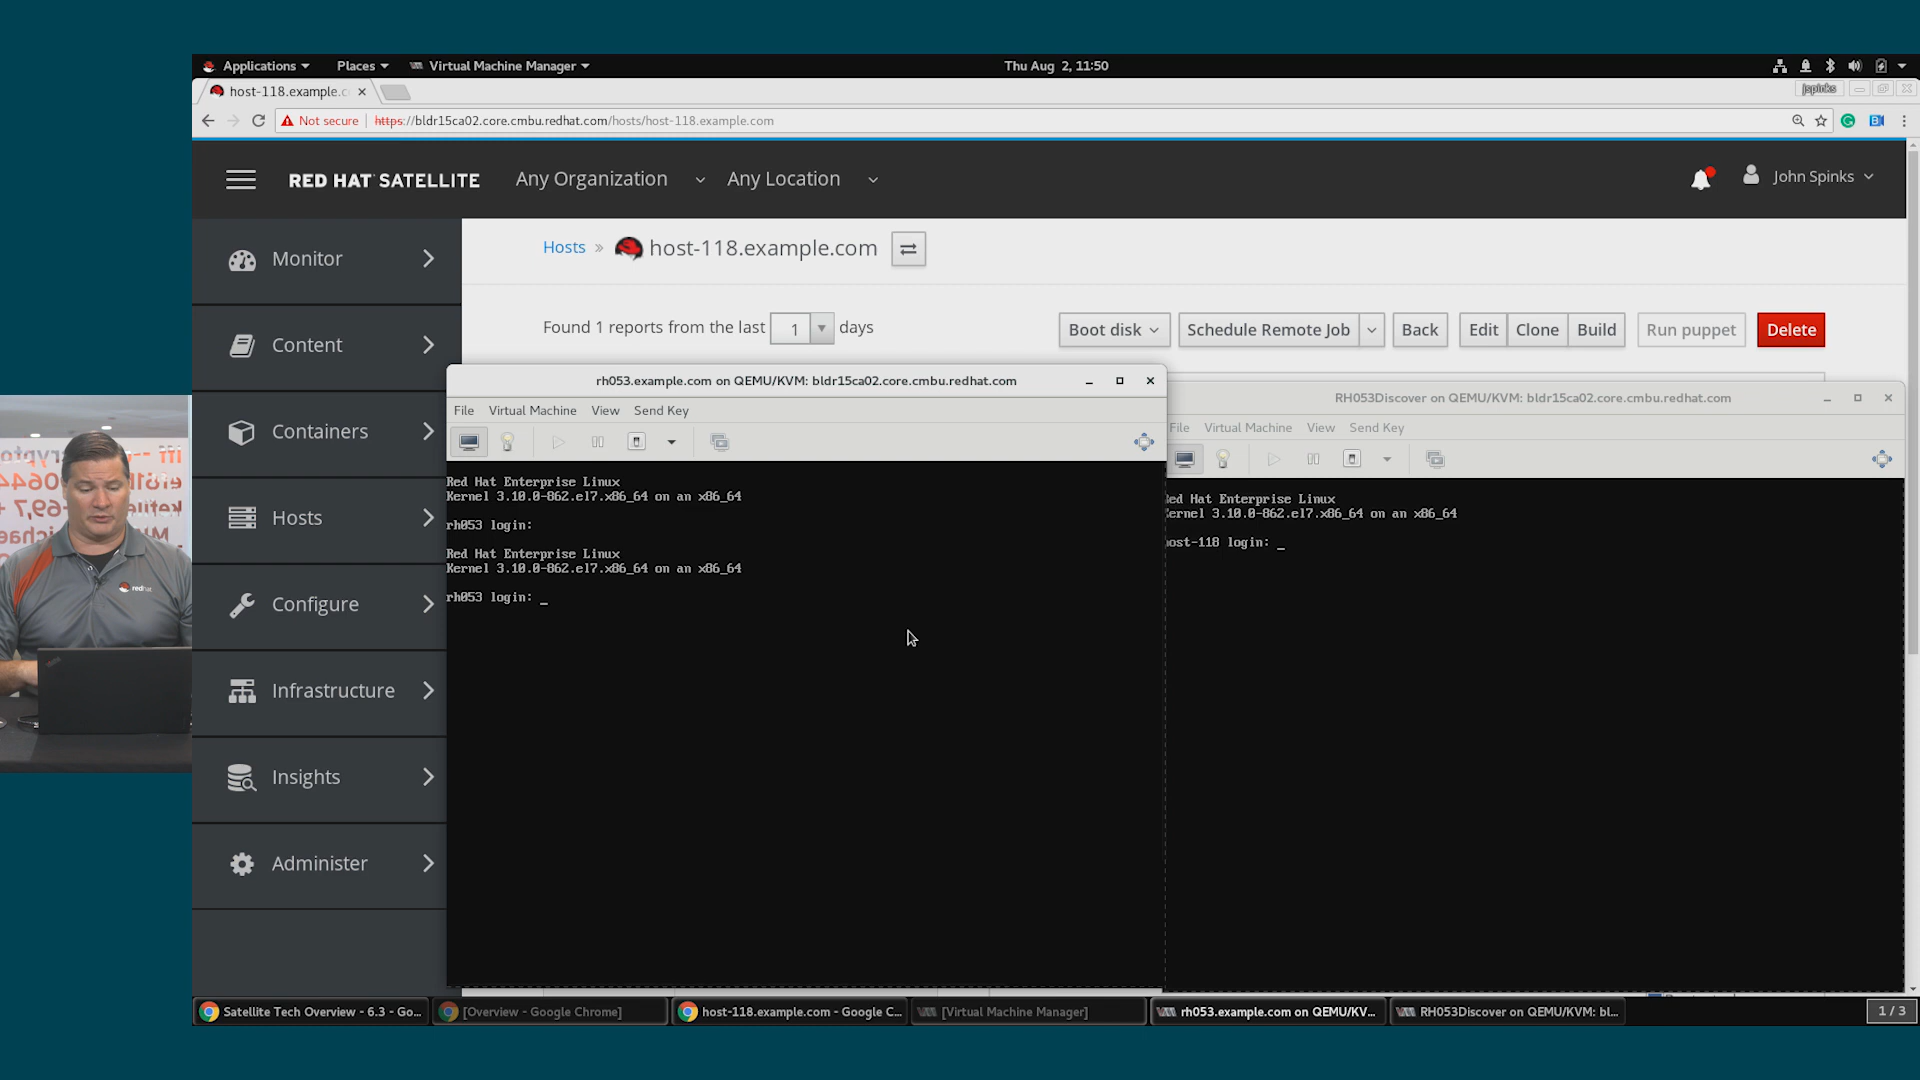 Applications
Places
Virtual Machine Manager
Thu Aug 2, 11:50
host-118.example.c
jspinks
Not secure
https://bldr15ca02.core.cmbu.redhat.com/hosts/host-118.example.com
RED HAT SATELLITE
Any Organization
Any Location
John Spinks
Monitor
Content
Containers
Hosts
Configure
Infrastructure
Insights
Administer
Hosts » host-118.example.com
Found 1 reports from the last 1 days
Boot disk
Schedule Remote Job
Back
Edit
Clone
Build
Run puppet
Delete
rh053.example.com on QEMU/KVM: bldr15ca02.core.cmbu.redhat.com
File Virtual Machine View Send Key
Red Hat Enterprise Linux
Kernel 3.10.0-862.el7.x86_64 on an x86_64
rh053 login:
Red Hat Enterprise Linux
Kernel 3.10.0-862.el7.x86_64 on an x86_64
rh053 login: _
RH053Discover on QEMU/KVM: bldr15ca02.core.cmbu.redhat.com
File Virtual Machine View Send Key
Red Hat Enterprise Linux
Kernel 3.10.0-862.el7.x86_64 on an x86_64
host-118 login: _
redhat
Satellite Tech Overview - 6.3 - Go...
[Overview - Google Chrome]
host-118.example.com - Google C...
[Virtual Machine Manager]
rh053.example.com on QEMU/KV...
RH053Discover on QEMU/KVM: bl...
1 / 3